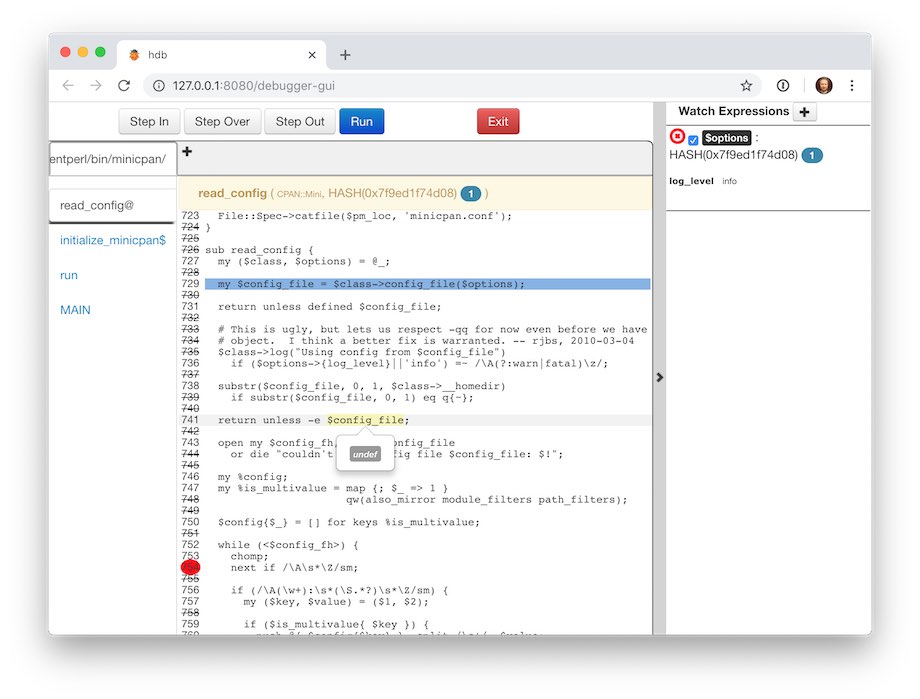 hdb
127.0.0.1:8080/debugger-gui
Step In
Step Over
Step Out
Run
Exit
Watch Expressions
$options :
HASH(0x7f9ed1f74d08) 1
log_level info
entperl/bin/minicpan/
read_config@
initialize_minicpan$
run
MAIN
read_config ( CPAN::Mini, HASH(0x7f9ed1f74d08) 1 )
723 File::Spec->catfile($pm_loc, 'minicpan.conf');
724 }
725
726 sub read_config {
727 my ($class, $options) = @_;
728
729 my $config_file = $class->config_file($options);
730
731 return unless defined $config_file;
732
733 # This is ugly, but lets us respect -qq for now even before we have
734 # object. I think a better fix is warranted. -- rjbs, 2010-03-04
735 $class->log("Using config from $config_file")
736 if ($options->{log_level}||'info') =~ /\A(?:warn|fatal)\z/;
737
738 substr($config_file, 0, 1, $class->__homedir)
739 if substr($config_file, 0, 1) eq q{~};
740
741 return unless -e $config_file;
742
743 open my $config_fh, onfig_file
744 or die "couldn't fig file $config_file: $!";
undef
745
746 my %config;
747 my %is_multivalue = map {; $_ => 1 }
748 qw(also_mirror module_filters path_filters);
749
750 $config{$_} = [] for keys %is_multivalue;
751
752 while (<$config_fh>) {
753 chomp;
754 next if /\A\s*\Z/sm;
755
756 if (/\A(\w+):\s*(\S.*?)\s*\Z/sm) {
757 my ($key, $value) = ($1, $2);
758
759 if ($is_multivalue{ $key }) {